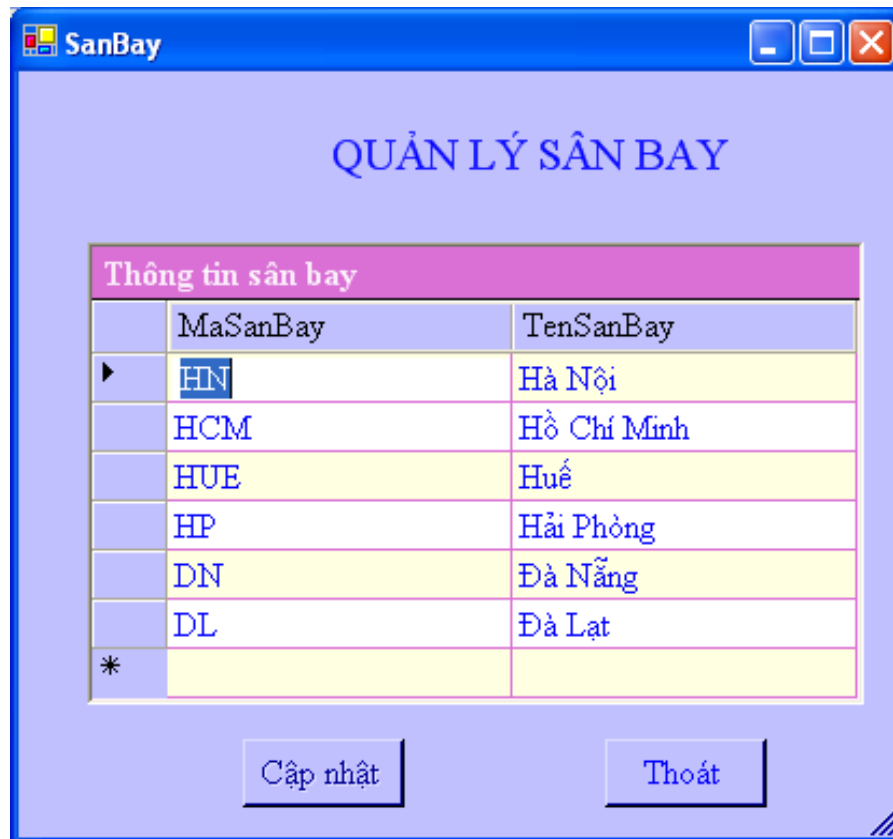 SanBay
QUẢN LÝ SÂN BAY
Thông tin sân bay
MaSanBay TenSanBay
HN Hà Nội
HCM Hồ Chí Minh
HUE Huế
HP Hải Phòng
DN Đà Nẵng
DL Đà Lạt
Cập nhật Thoát